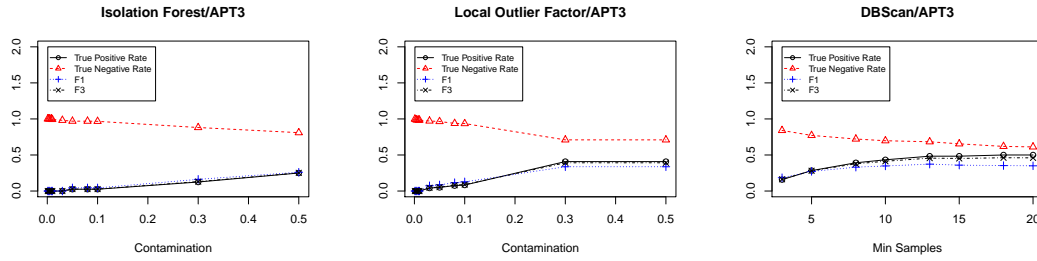 Isolation Forest/APT3
2.0
1.5
1.0
0.5
0.0
True Positive Rate
True Negative Rate
F1
F3
0.0 0.1 0.2 0.3 0.4 0.5
Contamination
Local Outlier Factor/APT3
2.0
1.5
1.0
0.5
0.0
True Positive Rate
True Negative Rate
F1
F3
0.0 0.1 0.2 0.3 0.4 0.5
Contamination
DBScan/APT3
2.0
1.5
1.0
0.5
0.0
True Positive Rate
True Negative Rate
F1
F3
5 10 15 20
Min Samples